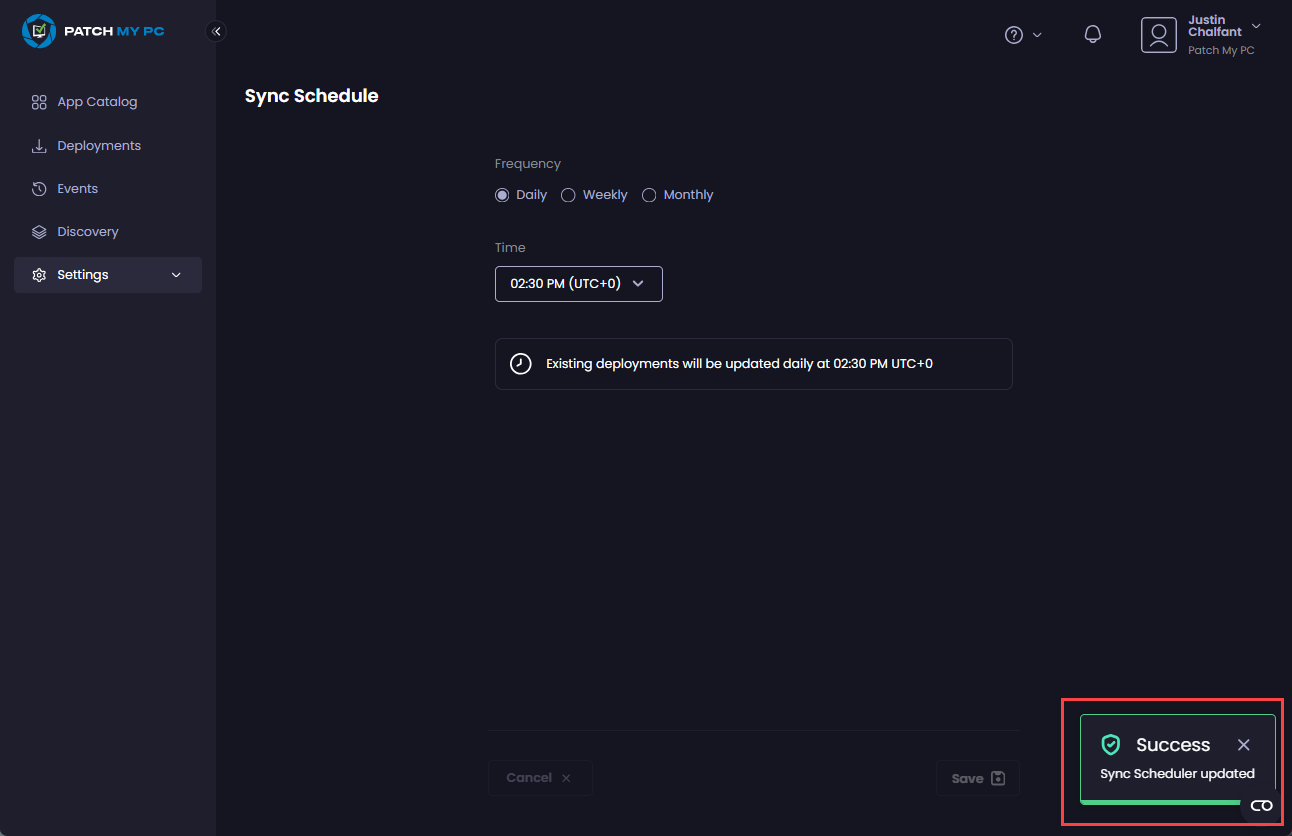 PATCH MY PC
Justin
Chalfant
Patch My PC
App Catalog
Deployments
Events
Discovery
Settings
Sync Schedule
Frequency
Daily
Weekly
Monthly
Time
02:30 PM (UTC+0)
Existing deployments will be updated daily at 02:30 PM UTC+0
Cancel
Save
Success
Sync Scheduler updated